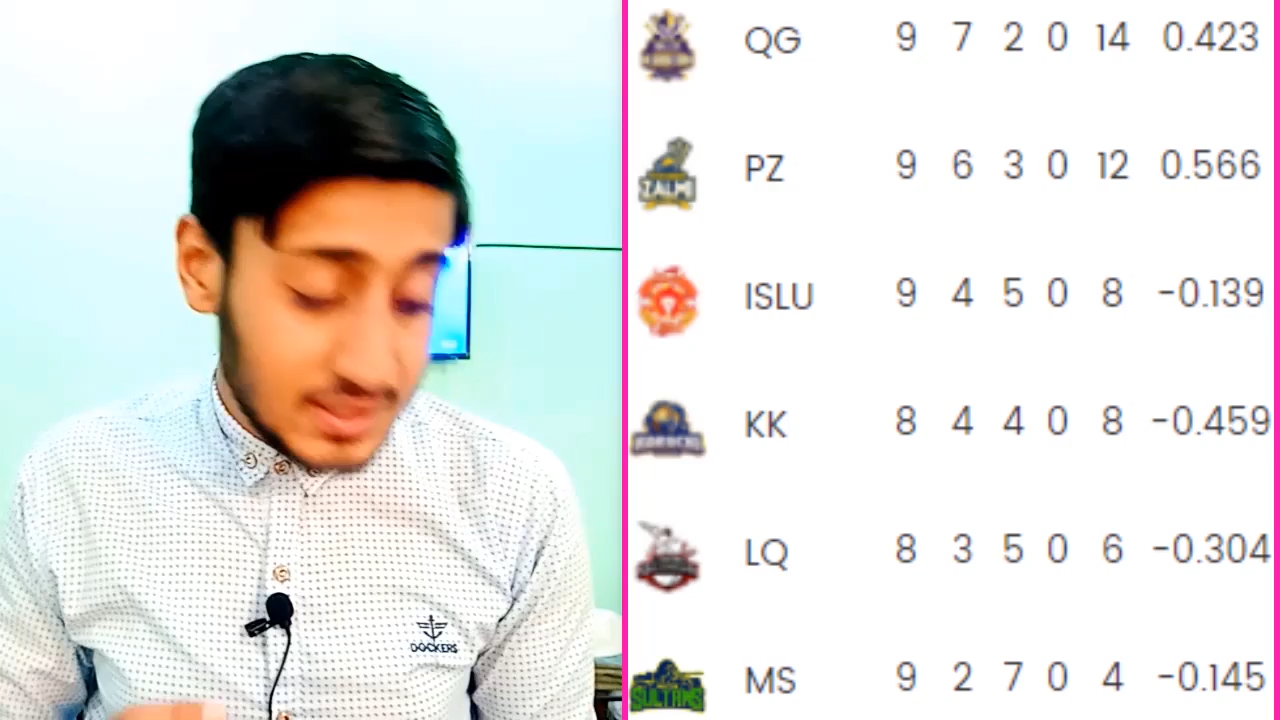 QG 9 7 2 0 14 0.423
ZALMI
PZ 9 6 3 0 12 0.566
ISLU 9 4 5 0 8 -0.139
KK 8 4 4 0 8 -0.459
LQ 8 3 5 0 6 -0.304
DOCKERS
SULTANS
MS 9 2 7 0 4 -0.145